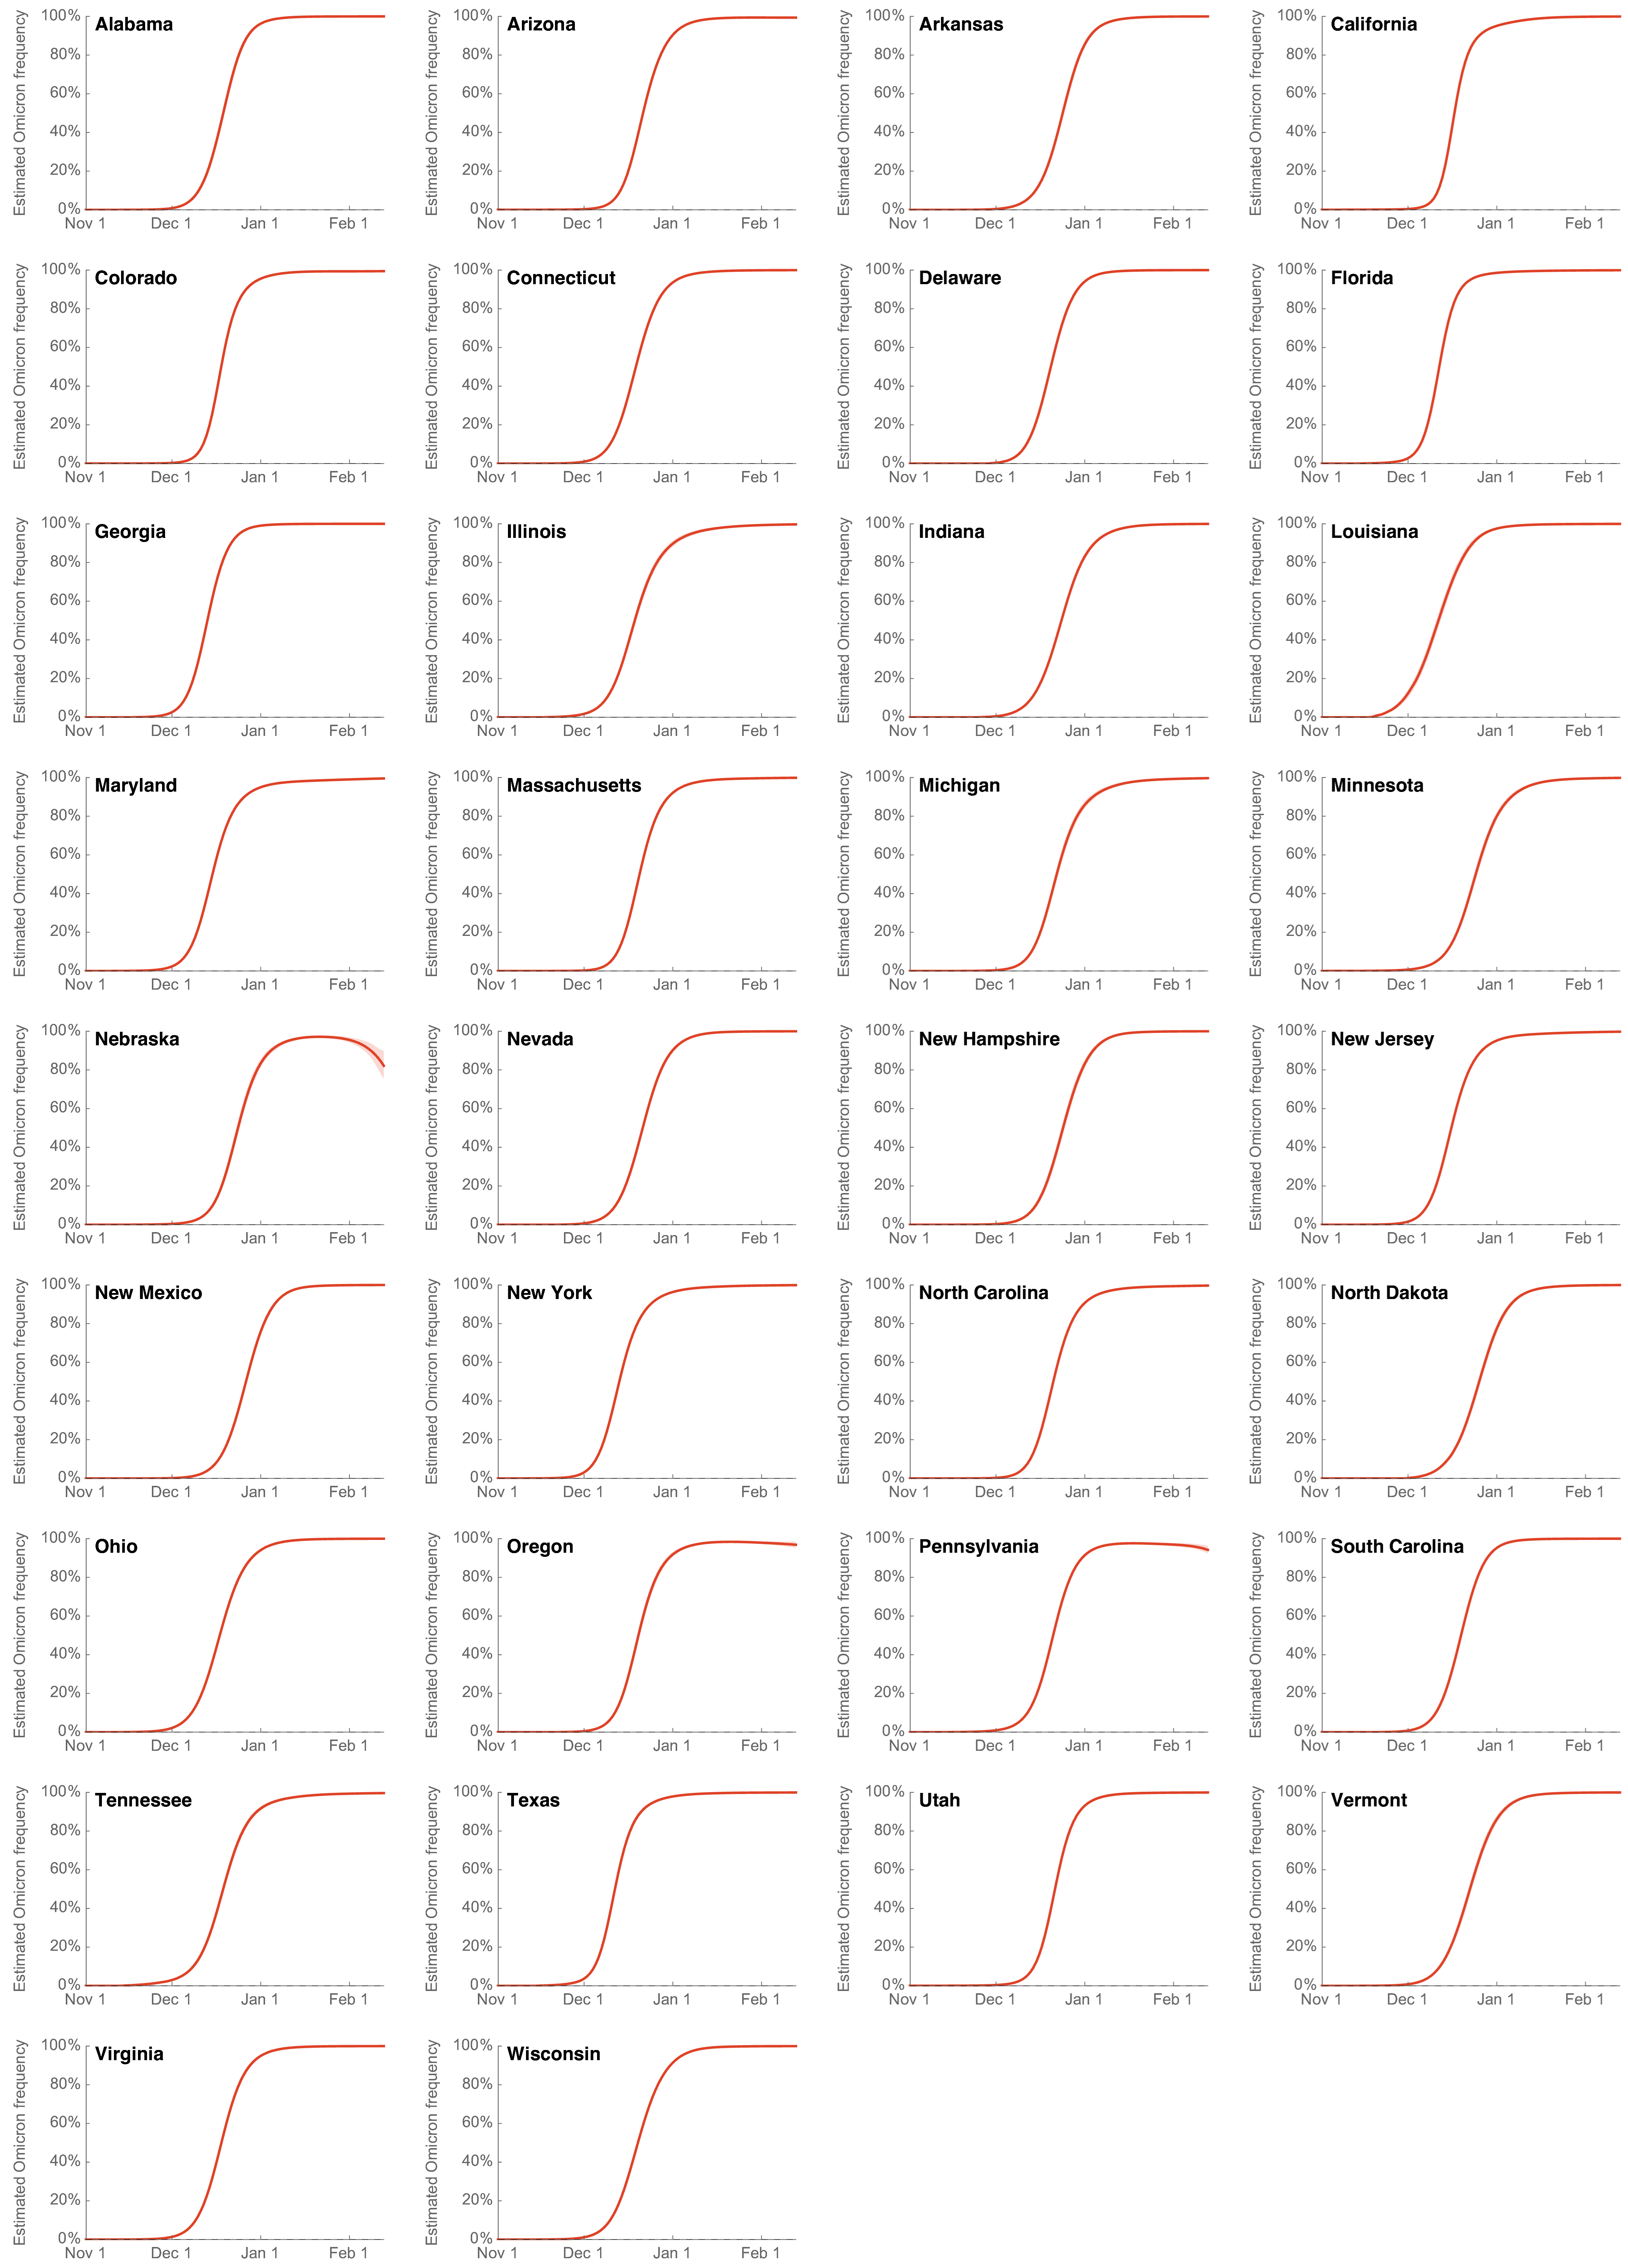 Estimated Omicron frequency Estimated Omicron frequency Estimated Omicron frequency Estimated Omicron frequency
100% Alabama 100% Arizona 100% Arkansas 100% California
80% 80% 80% 80%
60% 60% 60% 60%
40% 40% 40% 40%
20% 20% 20% 20%
0% 0% 0% 0%
Nov 1 Dec 1 Jan 1 Feb 1 Nov 1 Dec 1 Jan 1 Feb 1 Nov 1 Dec 1 Jan 1 Feb 1 Nov 1 Dec 1 Jan 1 Feb 1
Estimated Omicron frequency Estimated Omicron frequency Estimated Omicron frequency Estimated Omicron frequency
100% Colorado 100% Connecticut 100% Delaware 100% Florida
80% 80% 80% 80%
60% 60% 60% 60%
40% 40% 40% 40%
20% 20% 20% 20%
0% 0% 0% 0%
Nov 1 Dec 1 Jan 1 Feb 1 Nov 1 Dec 1 Jan 1 Feb 1 Nov 1 Dec 1 Jan 1 Feb 1 Nov 1 Dec 1 Jan 1 Feb 1
Estimated Omicron frequency Estimated Omicron frequency Estimated Omicron frequency Estimated Omicron frequency
100% Georgia 100% Illinois 100% Indiana 100% Louisiana
80% 80% 80% 80%
60% 60% 60% 60%
40% 40% 40% 40%
20% 20% 20% 20%
0% 0% 0% 0%
Nov 1 Dec 1 Jan 1 Feb 1 Nov 1 Dec 1 Jan 1 Feb 1 Nov 1 Dec 1 Jan 1 Feb 1 Nov 1 Dec 1 Jan 1 Feb 1
Estimated Omicron frequency Estimated Omicron frequency Estimated Omicron frequency Estimated Omicron frequency
100% Maryland 100% Massachusetts 100% Michigan 100% Minnesota
80% 80% 80% 80%
60% 60% 60% 60%
40% 40% 40% 40%
20% 20% 20% 20%
0% 0% 0% 0%
Nov 1 Dec 1 Jan 1 Feb 1 Nov 1 Dec 1 Jan 1 Feb 1 Nov 1 Dec 1 Jan 1 Feb 1 Nov 1 Dec 1 Jan 1 Feb 1
Estimated Omicron frequency Estimated Omicron frequency Estimated Omicron frequency Estimated Omicron frequency
100% Nebraska 100% Nevada 100% New Hampshire 100% New Jersey
80% 80% 80% 80%
60% 60% 60% 60%
40% 40% 40% 40%
20% 20% 20% 20%
0% 0% 0% 0%
Nov 1 Dec 1 Jan 1 Feb 1 Nov 1 Dec 1 Jan 1 Feb 1 Nov 1 Dec 1 Jan 1 Feb 1 Nov 1 Dec 1 Jan 1 Feb 1
Estimated Omicron frequency Estimated Omicron frequency Estimated Omicron frequency Estimated Omicron frequency
100% New Mexico 100% New York 100% North Carolina 100% North Dakota
80% 80% 80% 80%
60% 60% 60% 60%
40% 40% 40% 40%
20% 20% 20% 20%
0% 0% 0% 0%
Nov 1 Dec 1 Jan 1 Feb 1 Nov 1 Dec 1 Jan 1 Feb 1 Nov 1 Dec 1 Jan 1 Feb 1 Nov 1 Dec 1 Jan 1 Feb 1
Estimated Omicron frequency Estimated Omicron frequency Estimated Omicron frequency Estimated Omicron frequency
100% Ohio 100% Oregon 100% Pennsylvania 100% South Carolina
80% 80% 80% 80%
60% 60% 60% 60%
40% 40% 40% 40%
20% 20% 20% 20%
0% 0% 0% 0%
Nov 1 Dec 1 Jan 1 Feb 1 Nov 1 Dec 1 Jan 1 Feb 1 Nov 1 Dec 1 Jan 1 Feb 1 Nov 1 Dec 1 Jan 1 Feb 1
Estimated Omicron frequency Estimated Omicron frequency Estimated Omicron frequency Estimated Omicron frequency
100% Tennessee 100% Texas 100% Utah 100% Vermont
80% 80% 80% 80%
60% 60% 60% 60%
40% 40% 40% 40%
20% 20% 20% 20%
0% 0% 0% 0%
Nov 1 Dec 1 Jan 1 Feb 1 Nov 1 Dec 1 Jan 1 Feb 1 Nov 1 Dec 1 Jan 1 Feb 1 Nov 1 Dec 1 Jan 1 Feb 1
Estimated Omicron frequency Estimated Omicron frequency
100% Virginia 100% Wisconsin
80% 80%
60% 60%
40% 40%
20% 20%
0% 0%
Nov 1 Dec 1 Jan 1 Feb 1 Nov 1 Dec 1 Jan 1 Feb 1